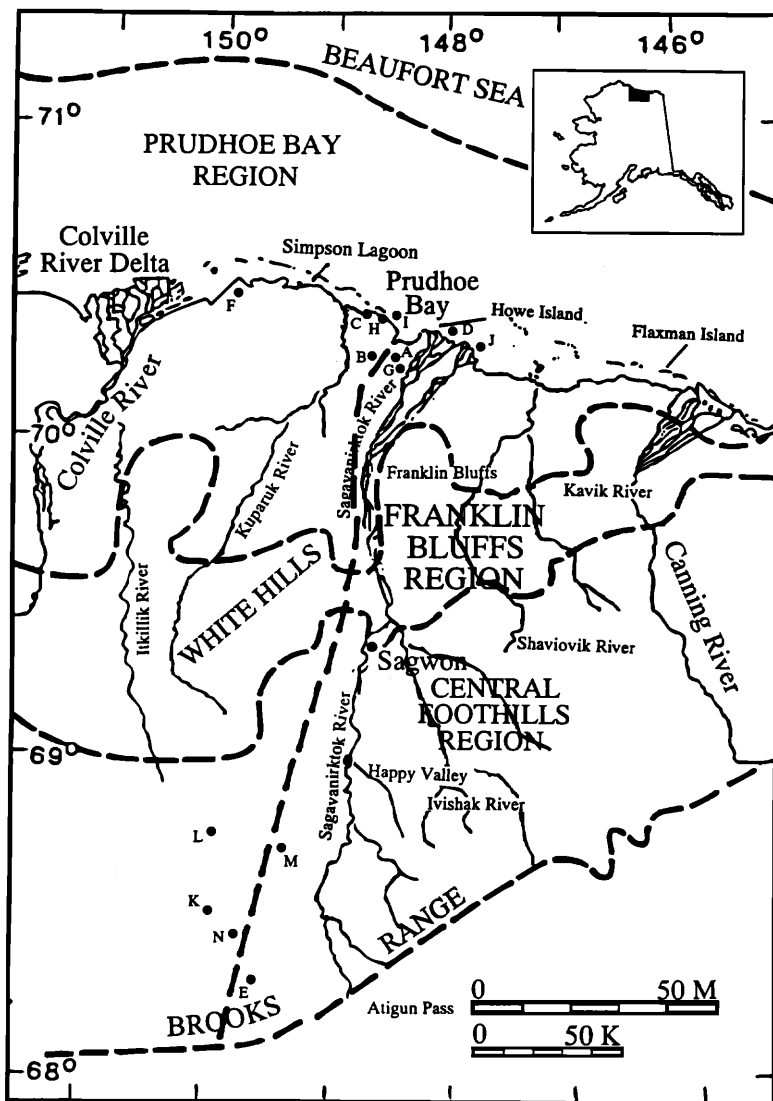 150°
148°
146°
BEAUFORT SEA
71°
PRUDHOE BAY
REGION
Colville
River Delta
Simpson Lagoon
Prudhoe
Bay
Howe Island
Flaxman Island
F
C
H
I
D
J
B
A
G
Colville River
70°
Sagavanirktok River
Kuparuk River
Franklin Bluffs
Kavik River
FRANKLIN
BLUFFS
REGION
WHITE HILLS
Itkillik River
Canning River
Shaviovik River
Sagwon
CENTRAL
FOOTHILLS
REGION
69°
Sagavanirktok River
Happy Valley
Ivishak River
L
M
K
N
E
BROOKS
RANGE
Atigun Pass
0 50 M
0 50 K
68°